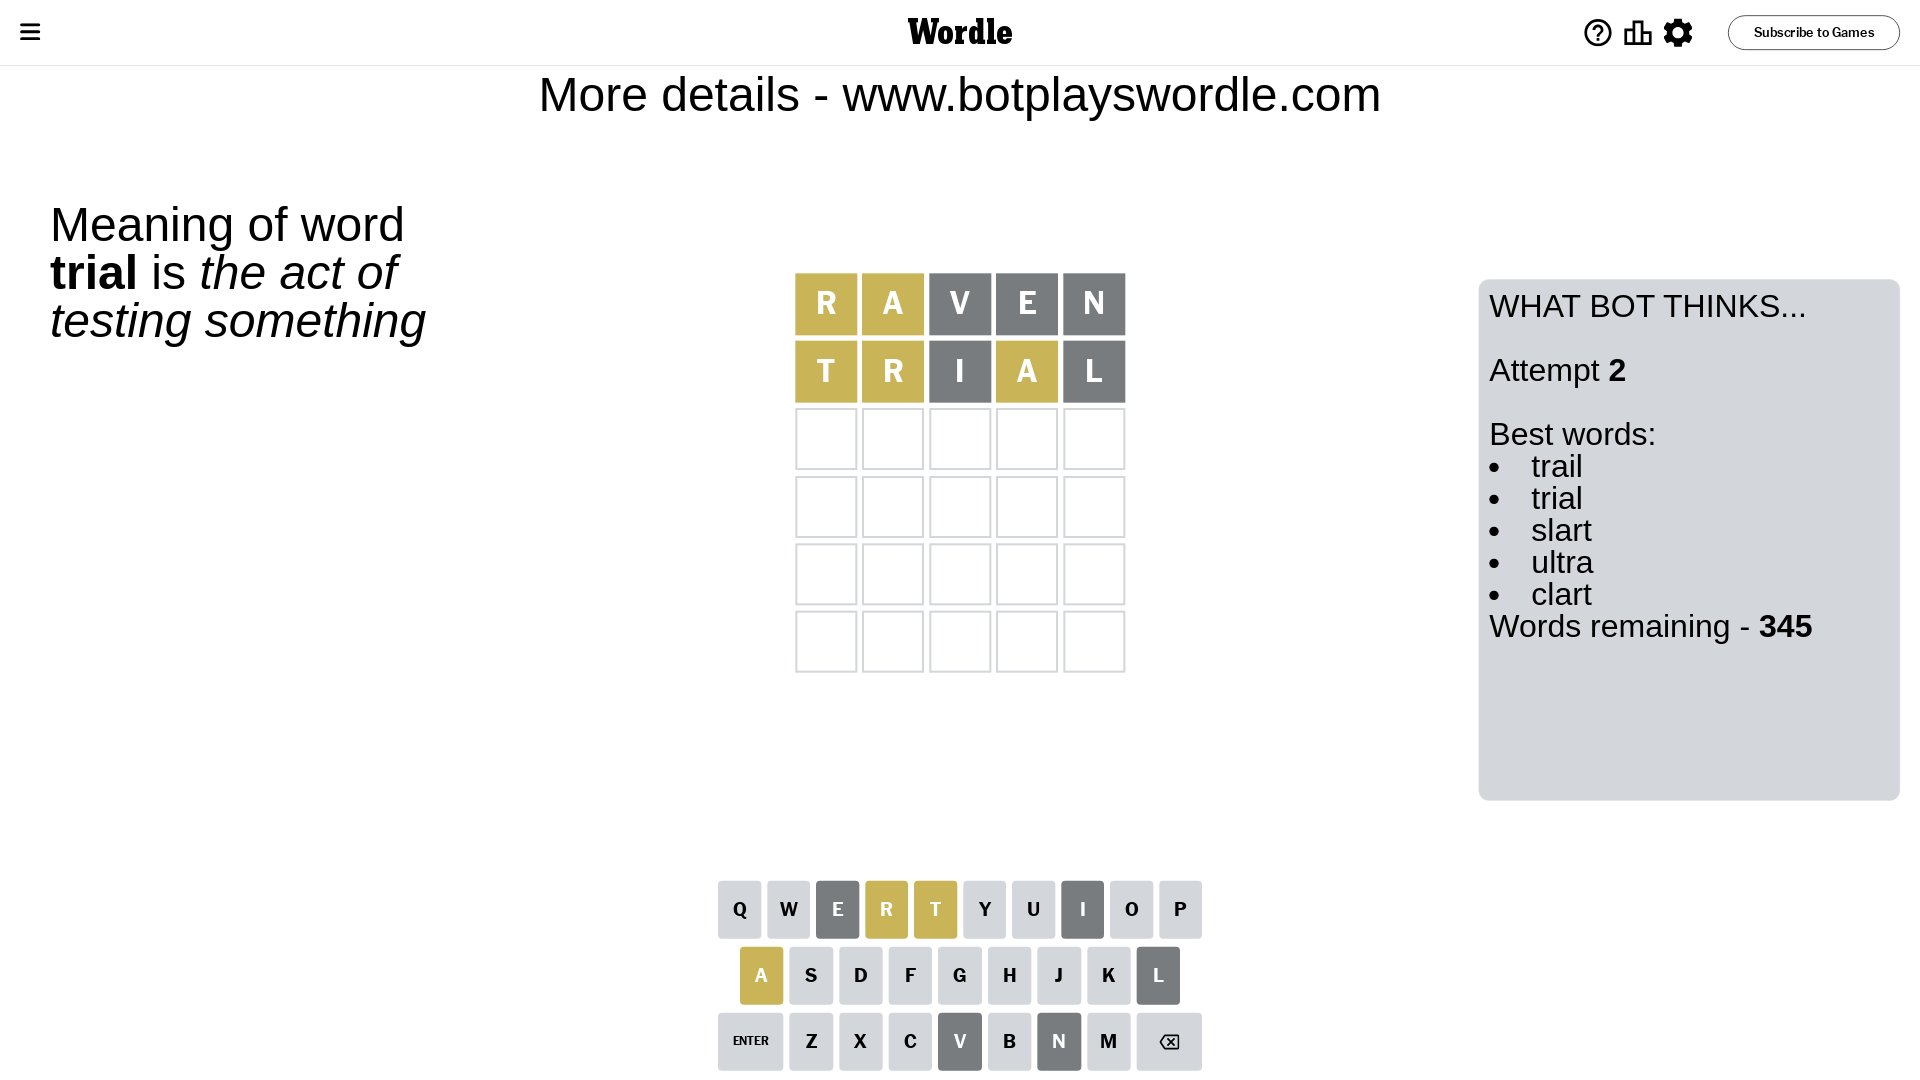 Wordle
Subscribe to Games
More details - www.botplayswordle.com
Meaning of word
trial is the act of
testing something
R A V E N
T R I A L
WHAT BOT THINKS...
Attempt 2
Best words:
• trail
• trial
• slart
• ultra
• clart
Words remaining - 345
Q W E R T Y U I O P
A S D F G H J K L
ENTER Z X C V B N M